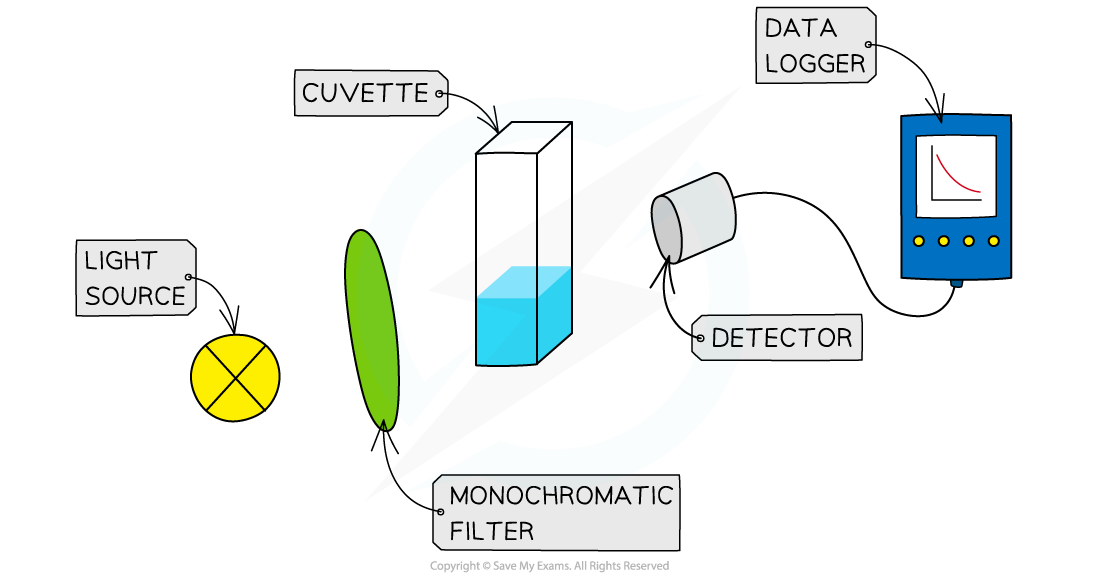 DATA
LOGGER
CUVETTE
LIGHT
SOURCE
DETECTOR
MONOCHROMATIC
FILTER
Copyright © Save My Exams. All Rights Reserved